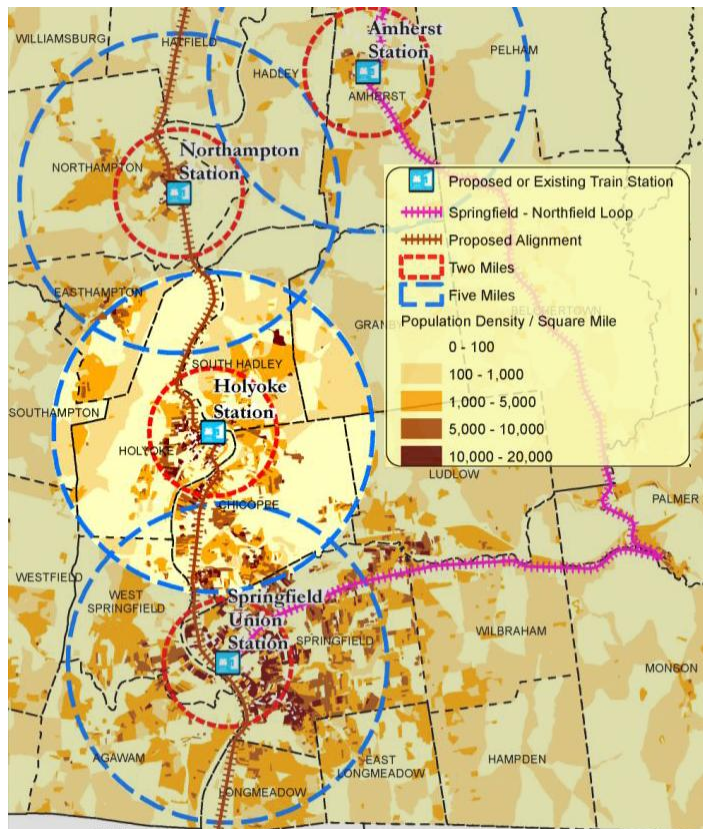 WILLIAMSBURG
HATFIELD
Amherst
Station
PELHAM
HADLEY
AMHERST
Northampton
Station
NORTHAMPTON
Proposed or Existing Train Station
Springfield - Northfield Loop
Proposed Alignment
Two Miles
Five Miles
Population Density / Square Mile
0 - 100
100 - 1,000
1,000 - 5,000
5,000 - 10,000
10,000 - 20,000
BELCHERTOWN
EASTHAMPTON
GRANBY
SOUTH HADLEY
Holyoke
Station
SOUTHAMPTON
HOLYOKE
LUDLOW
PALMER
CHICOPPE
WESTFIELD
WEST
SPRINGFIELD
Springfield
Union
Station
SPRINGFIELD
WILBRAHAM
MONSON
AGAWAM
EAST
LONGMEADOW
HAMPDEN
LONGMEADOW